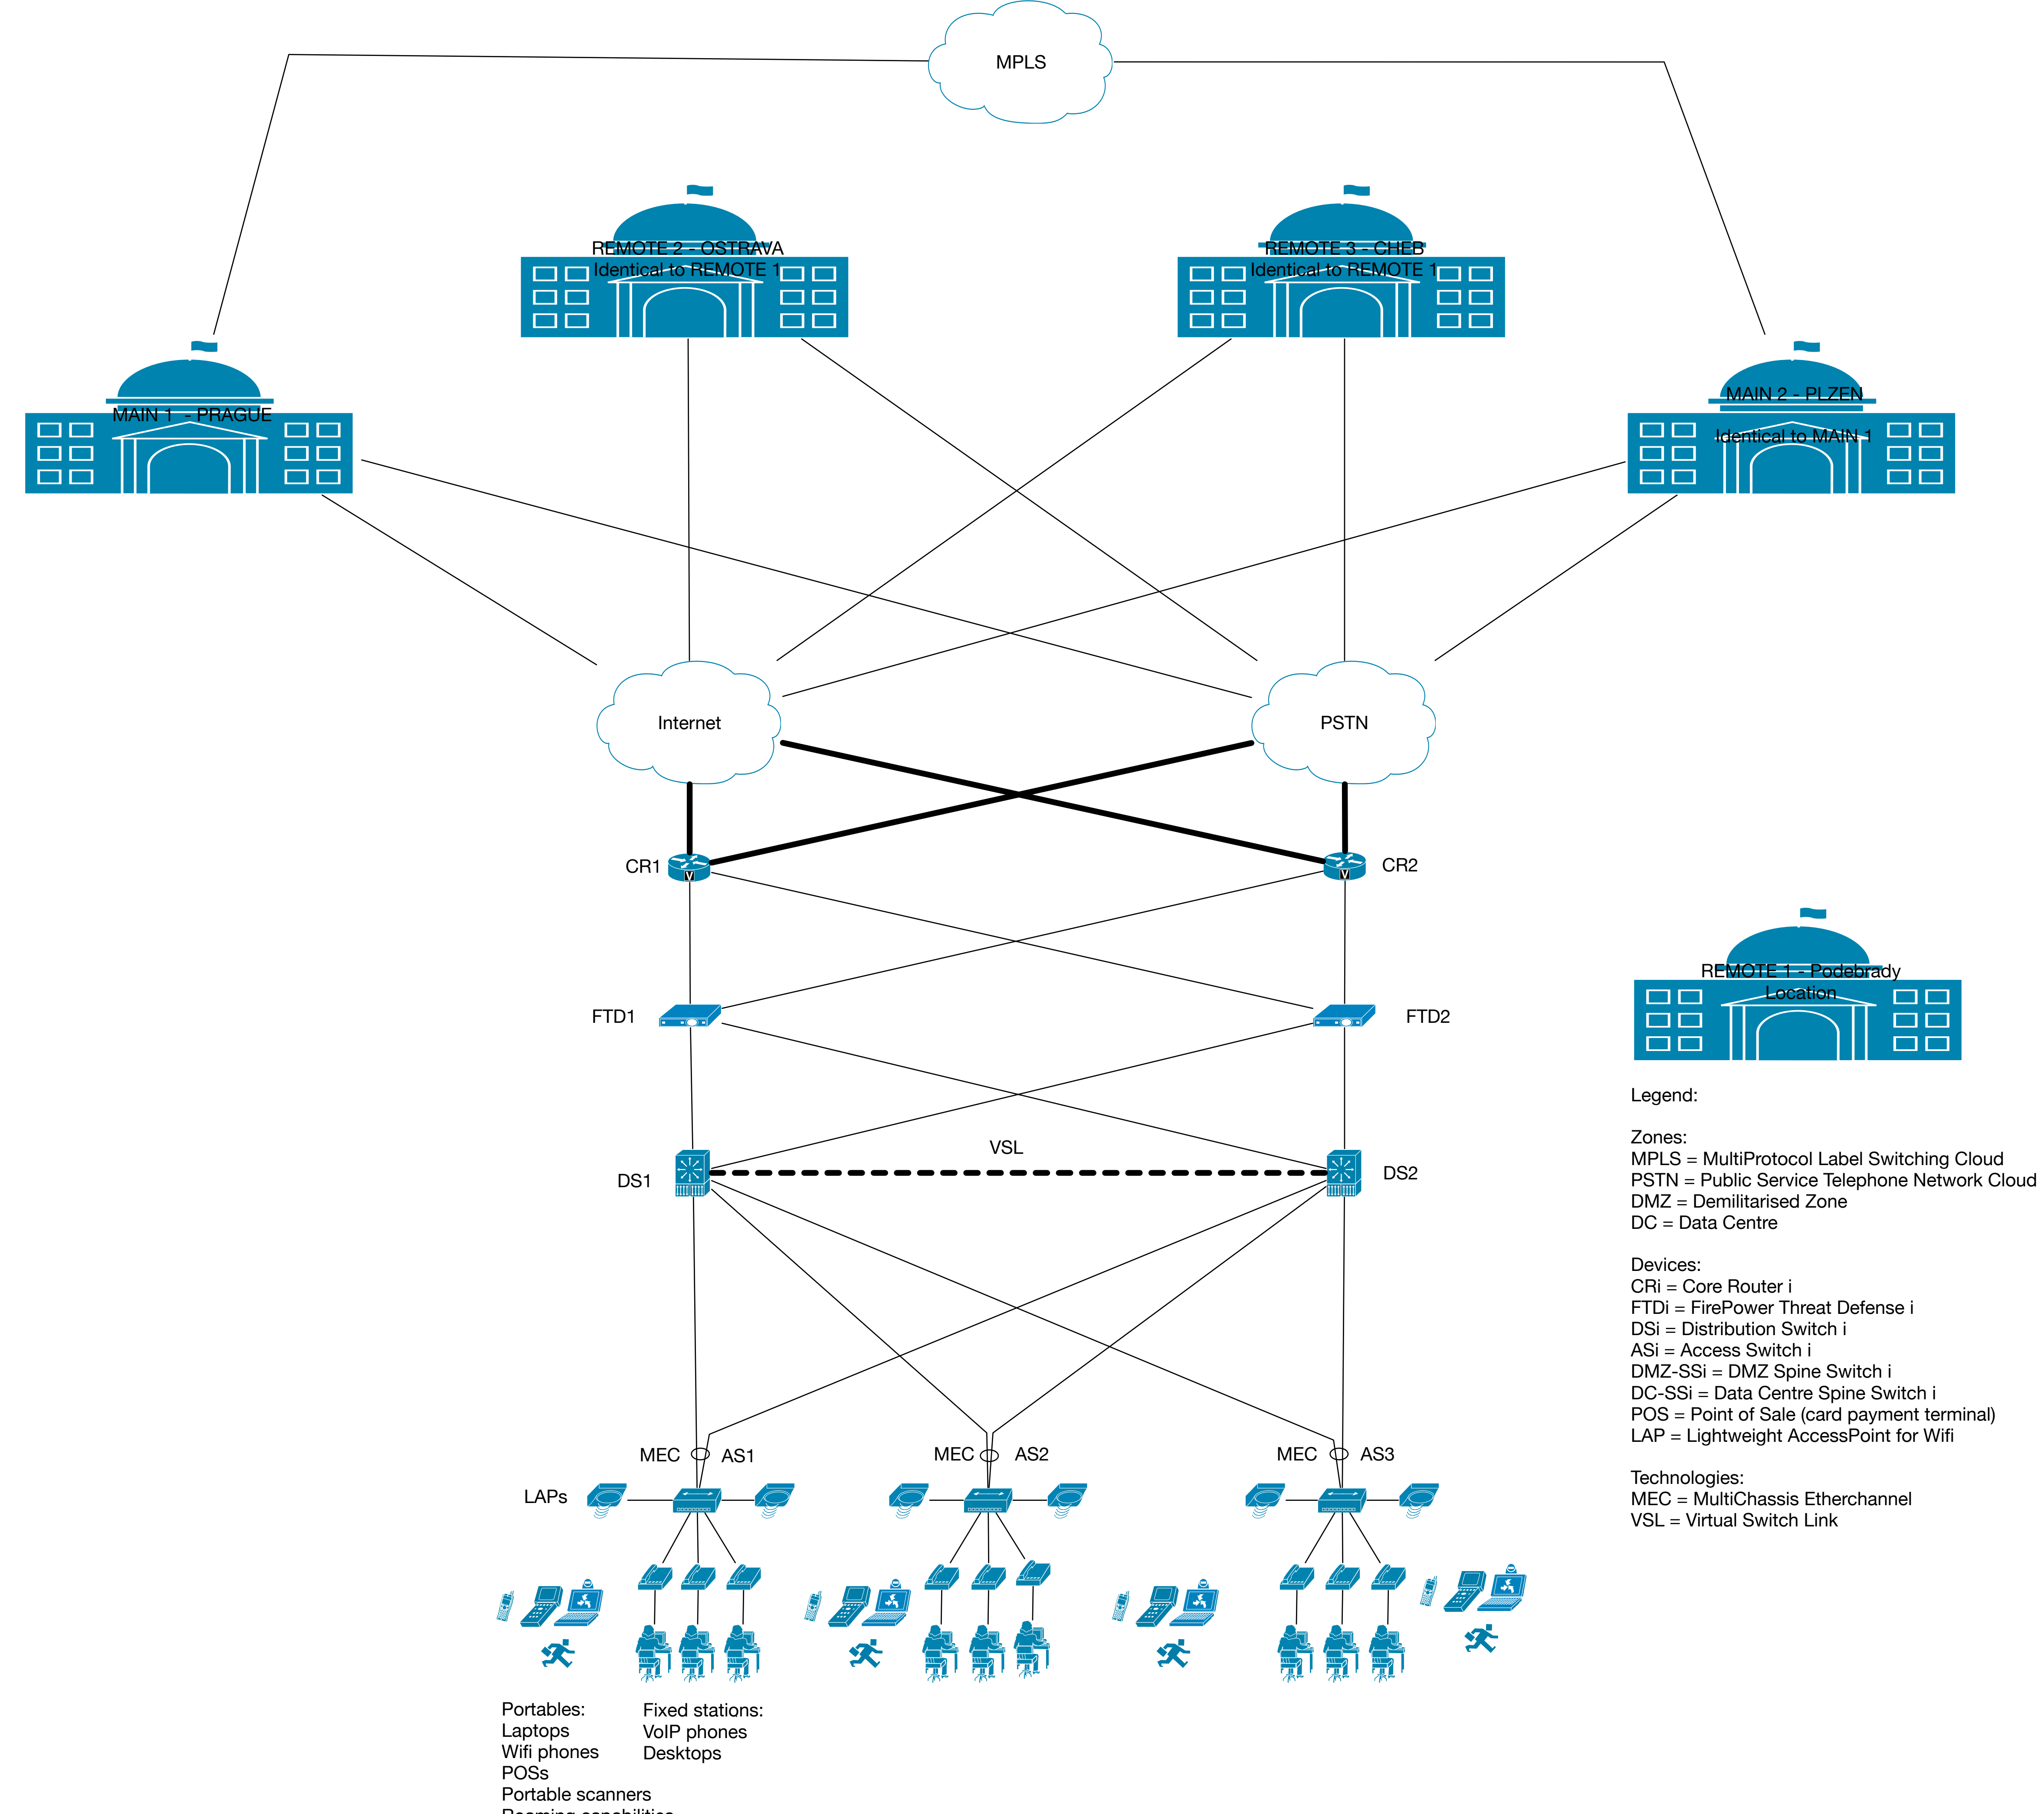 MPLS
REMOTE 2 - OSTRAVA
Identical to REMOTE 1
REMOTE 3 - CHEB
Identical to REMOTE 1
MAIN 1  - PRAGUE
MAIN 2 - PLZEN
Identical to MAIN 1
Internet
PSTN
CR1
CR2
REMOTE 1 - Podebrady
Location
FTD1
FTD2
VSL
DS1
DS2
Legend:
Zones:
MPLS = MultiProtocol Label Switching Cloud
PSTN = Public Service Telephone Network Cloud
DMZ = Demilitarised Zone
DC = Data Centre
Devices:
CRi = Core Router i
FTDi = FirePower Threat Defense i
DSi = Distribution Switch i
ASi = Access Switch i
DMZ-SSi = DMZ Spine Switch i
DC-SSi = Data Centre Spine Switch i
POS = Point of Sale (card payment terminal)
LAP = Lightweight AccessPoint for Wifi
Technologies:
MEC = MultiChassis Etherchannel
VSL = Virtual Switch Link
MEC
AS1
MEC
AS2
MEC
AS3
LAPs
Portables:
Laptops
Wifi phones
POSs
Portable scanners
Roaming capabilities
Fixed stations:
VoIP phones
Desktops